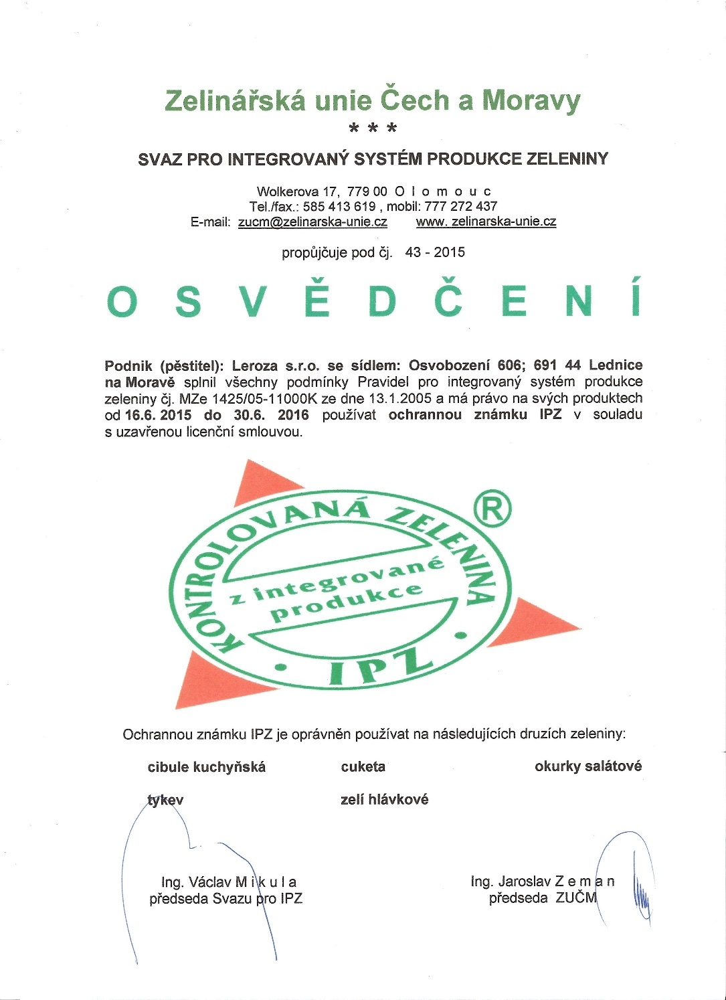 Zelinářská unie Čech a Moravy
* * *
SVAZ PRO INTEGROVANÝ SYSTÉM PRODUKCE ZELENINY
Wolkerova 17, 779 00 O l o m o u c
Tel./fax.: 585 413 619 , mobil: 777 272 437
E-mail: zucm@zelinarska-unie.cz www. zelinarska-unie.cz
propůjčuje pod čj. 43 - 2015
O S V Ě D Č E N Í
Podnik (pěstitel): Leroza s.r.o. se sídlem: Osvobození 606; 691 44 Lednice
na Moravě splnil všechny podmínky Pravidel pro integrovaný systém produkce
zeleniny čj. MZe 1425/05-11000K ze dne 13.1.2005 a má právo na svých produktech
od 16.6. 2015 do 30.6. 2016 používat ochrannou známku IPZ v souladu
s uzavřenou licenční smlouvou.
KONTROLOVANÁ ZELENINA ®
z integrované
produkce
• IPZ •
Ochrannou známku IPZ je oprávněn používat na následujících druzích zeleniny:
cibule kuchyňská cuketa okurky salátové
tykev zelí hlávkové
Ing. Václav M i k u l a Ing. Jaroslav Z e m a n
předseda Svazu pro IPZ předseda ZUČM